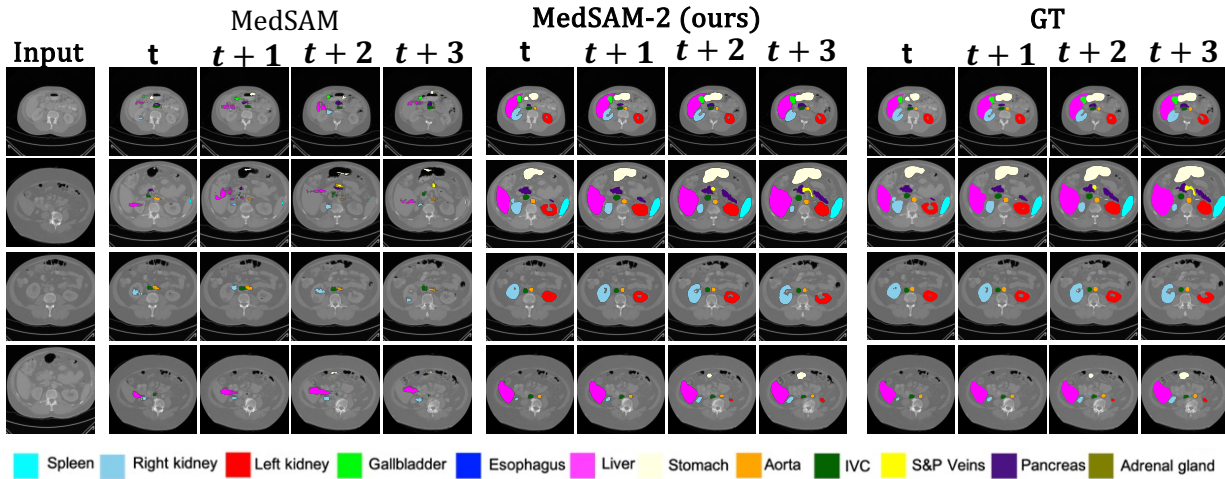 MedSAM MedSAM-2 (ours) GT
Input t t + 1 t + 2 t + 3 t t + 1 t + 2 t + 3 t t + 1 t + 2 t + 3
Spleen Right kidney Left kidney Gallbladder Esophagus Liver Stomach Aorta IVC S&P Veins Pancreas Adrenal gland